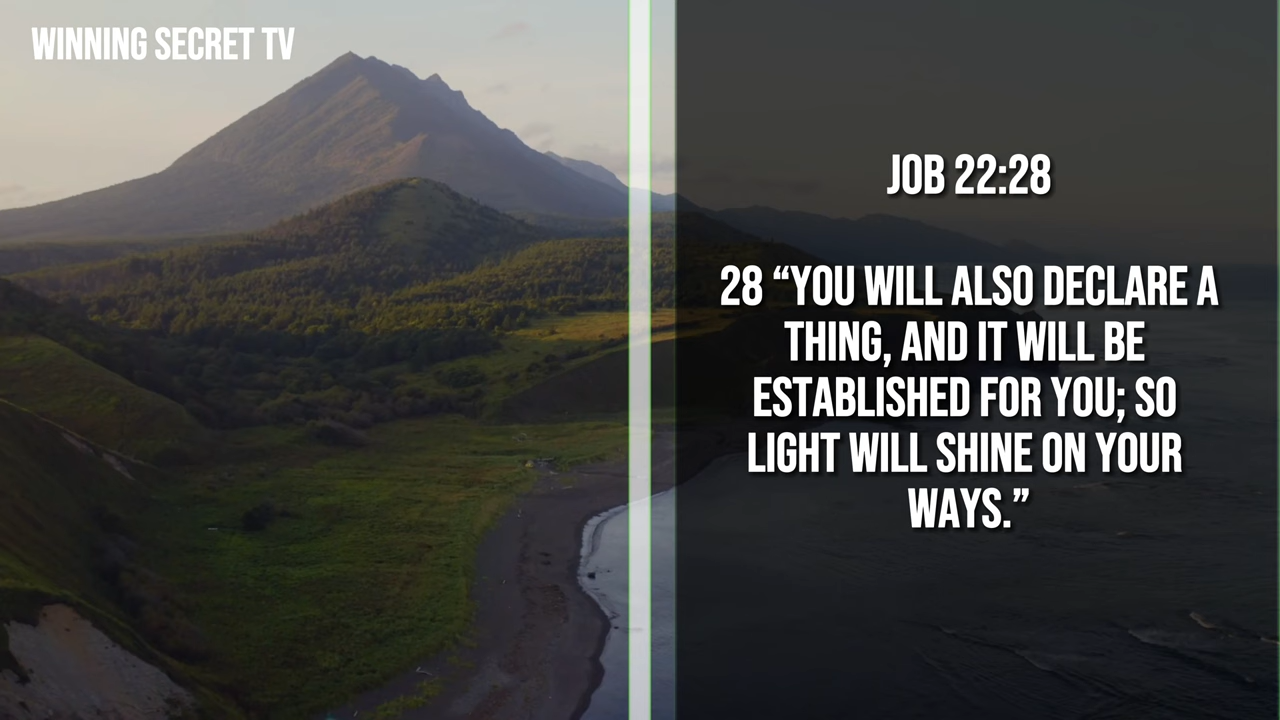 WINNING SECRET TV
JOB 22:28
28 “YOU WILL ALSO DECLARE A
THING, AND IT WILL BE
ESTABLISHED FOR YOU; SO
LIGHT WILL SHINE ON YOUR
WAYS.”